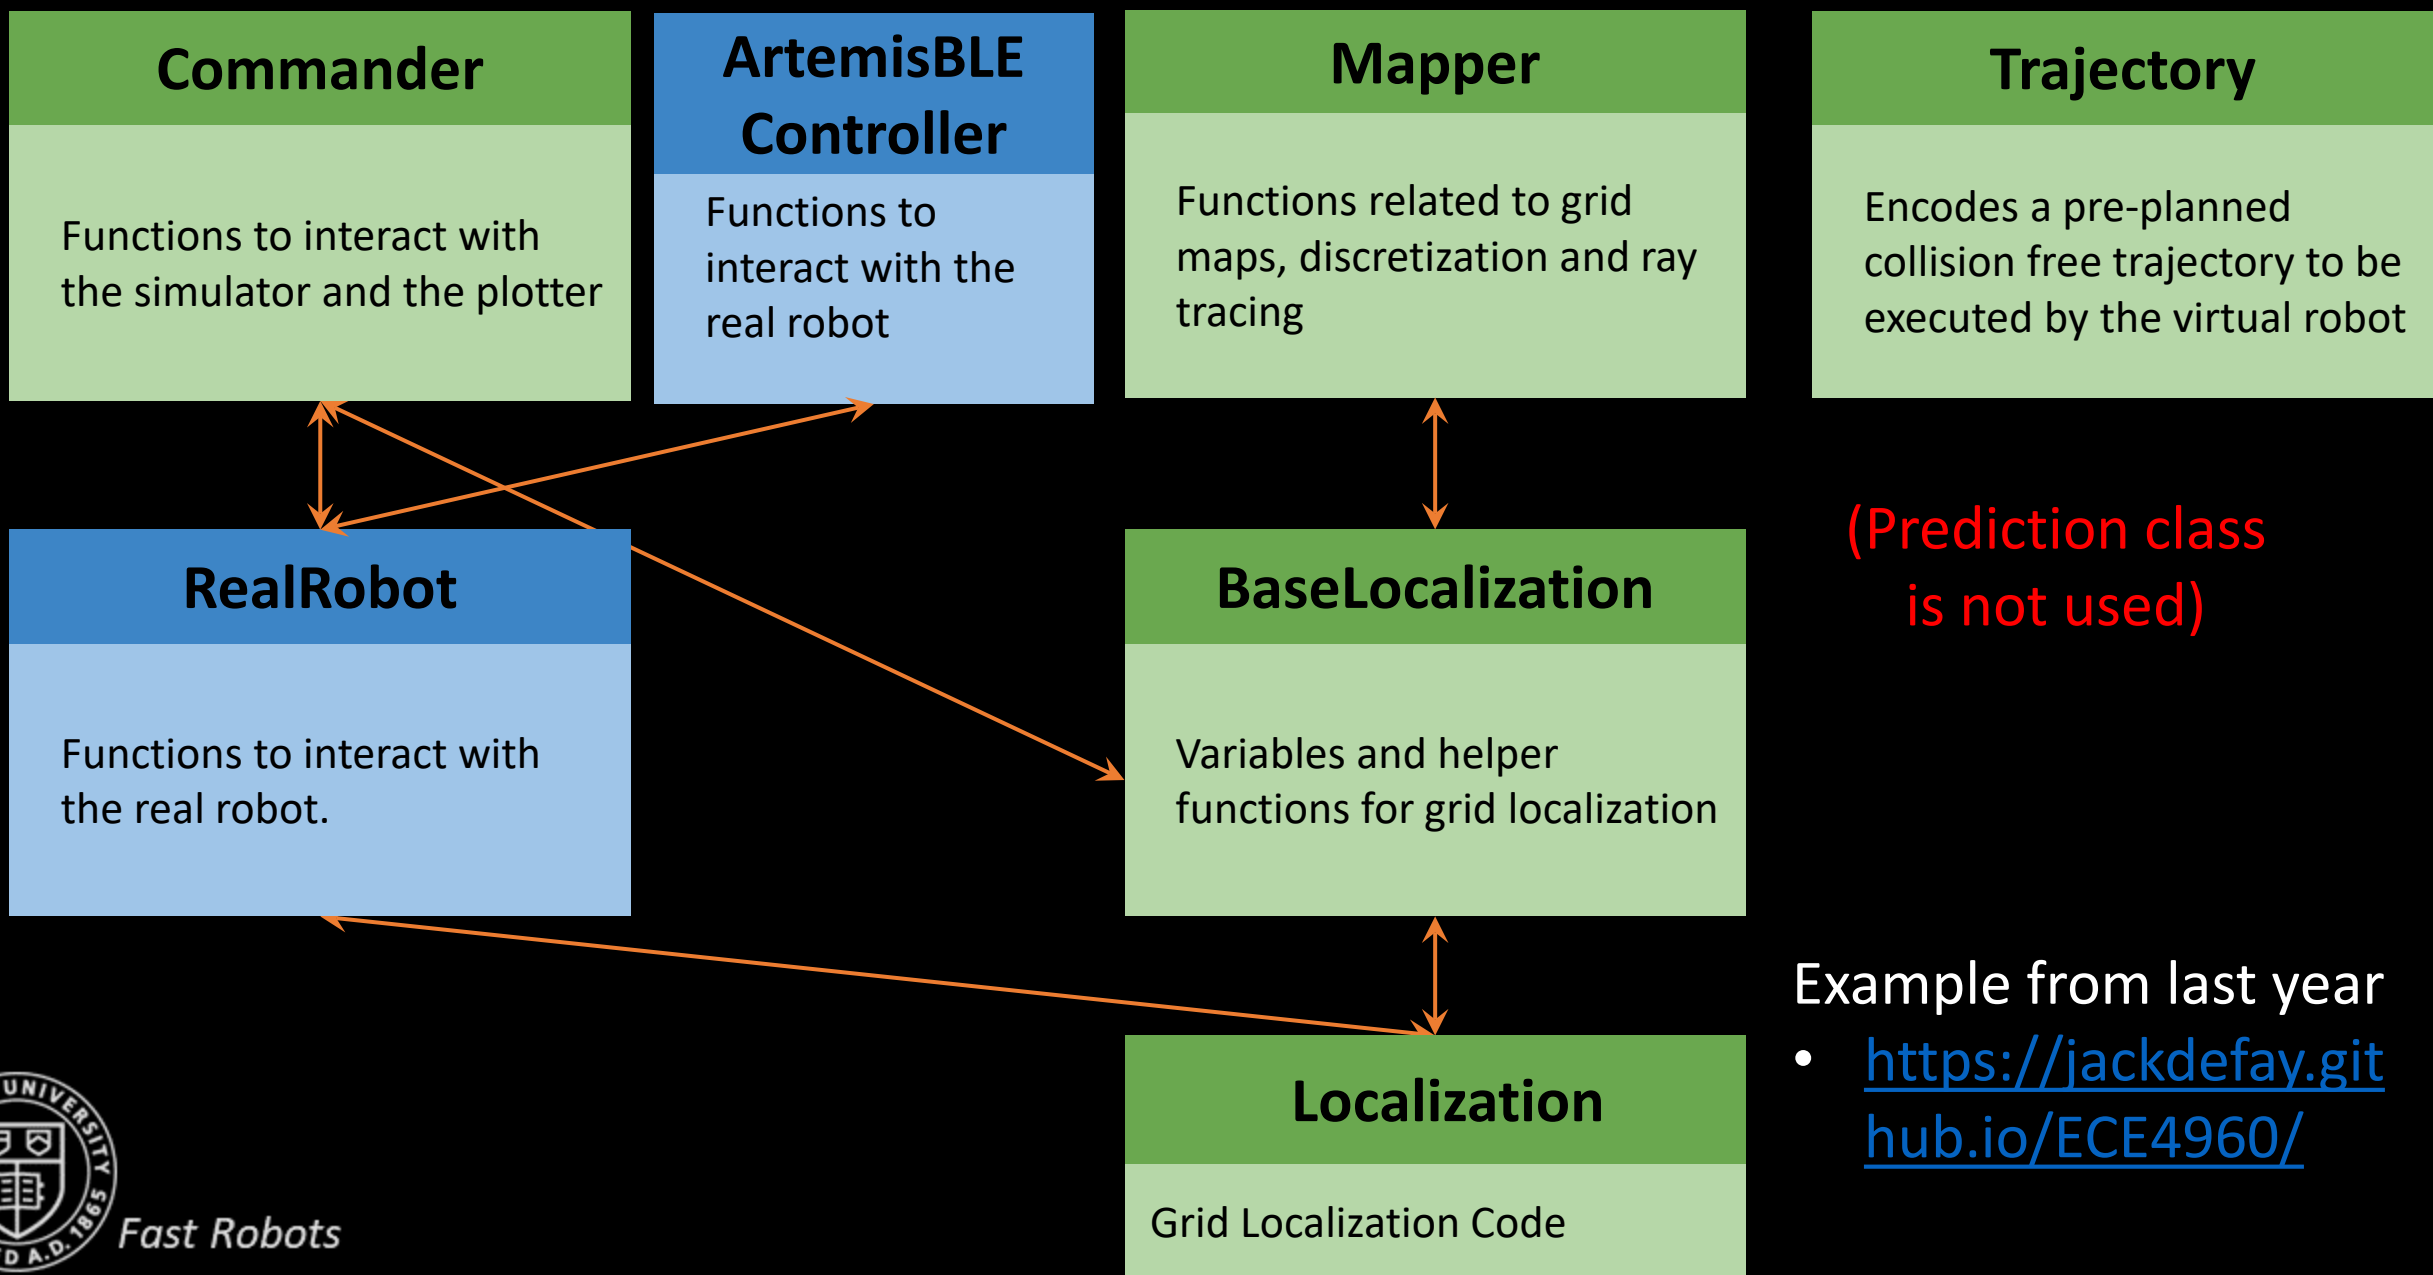 Commander
Functions to interact with
the simulator and the plotter
ArtemisBLE
Controller
Functions to
interact with the
real robot
Mapper
Functions related to grid
maps, discretization and ray
tracing
Trajectory
Encodes a pre-planned
collision free trajectory to be
executed by the virtual robot
RealRobot
Functions to interact with
the real robot.
BaseLocalization
Variables and helper
functions for grid localization
(Prediction class
is not used)
Localization
Grid Localization Code
Example from last year
• https://jackdefay.git
hub.io/ECE4960/
UNIVERSITY
D A.D. 1865
Fast Robots